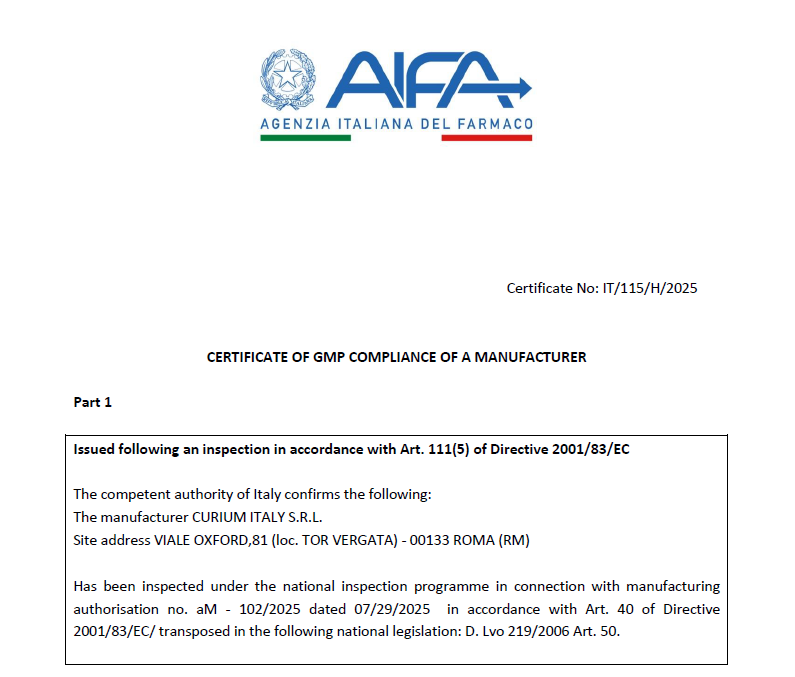 AIFA
AGENZIA ITALIANA DEL FARMACO
Certificate No: IT/115/H/2025
CERTIFICATE OF GMP COMPLIANCE OF A MANUFACTURER
Part 1
Issued following an inspection in accordance with Art. 111(5) of Directive 2001/83/EC
The competent authority of Italy confirms the following:
The manufacturer CURIUM ITALY S.R.L.
Site address VIALE OXFORD,81 (loc. TOR VERGATA) - 00133 ROMA (RM)
Has been inspected under the national inspection programme in connection with manufacturing
authorisation no. aM - 102/2025 dated 07/29/2025 in accordance with Art. 40 of Directive
2001/83/EC/ transposed in the following national legislation: D. Lvo 219/2006 Art. 50.